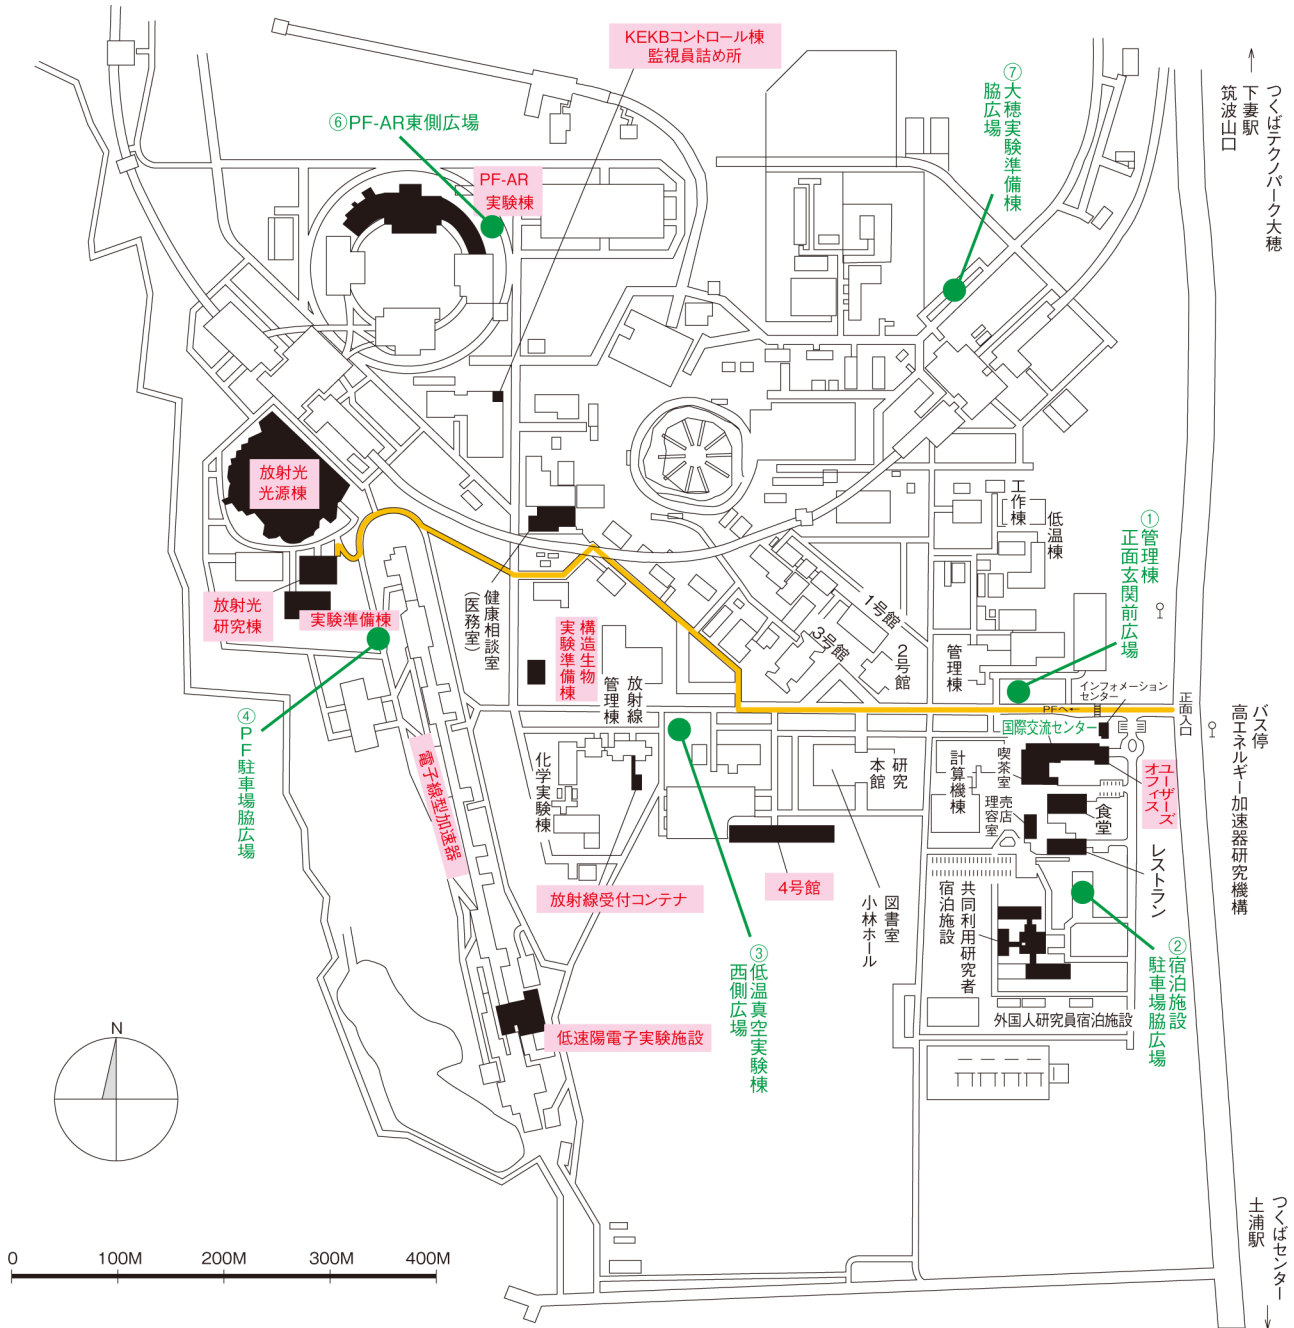 KEKBコントロール棟
監視員詰め所
⑦大穂実験準備棟
脇広場
つくばテクノパーク大穂
下妻駅
筑波山口
⑥PF-AR東側広場
PF-AR
実験棟
放射光
光源棟
工作棟
低温棟
①管理棟
正面玄関前広場
放射光
研究棟
実験準備棟
健康相談室
(医務室)
構造生物
実験準備棟
放射線
管理棟
1号館
3号館
2号館
管理棟
インフォメーション
センター
PFへ←
正面入口
バス停
高エネルギー加速器研究機構
国際交流センター
喫茶室
ユーザーズ
オフィス
売店
理容室
食堂
レストラン
計算機棟
研究
本館
④PF駐車場脇広場
電子線型加速器
化学実験棟
放射線受付コンテナ
4号館
図書室
小林ホール
共同利用研究者
宿泊施設
外国人研究員宿泊施設
②宿泊施設
駐車場脇広場
③低温真空実験棟
西側広場
低速陽電子実験施設
N
つくばセンター
土浦駅
0 100M 200M 300M 400M